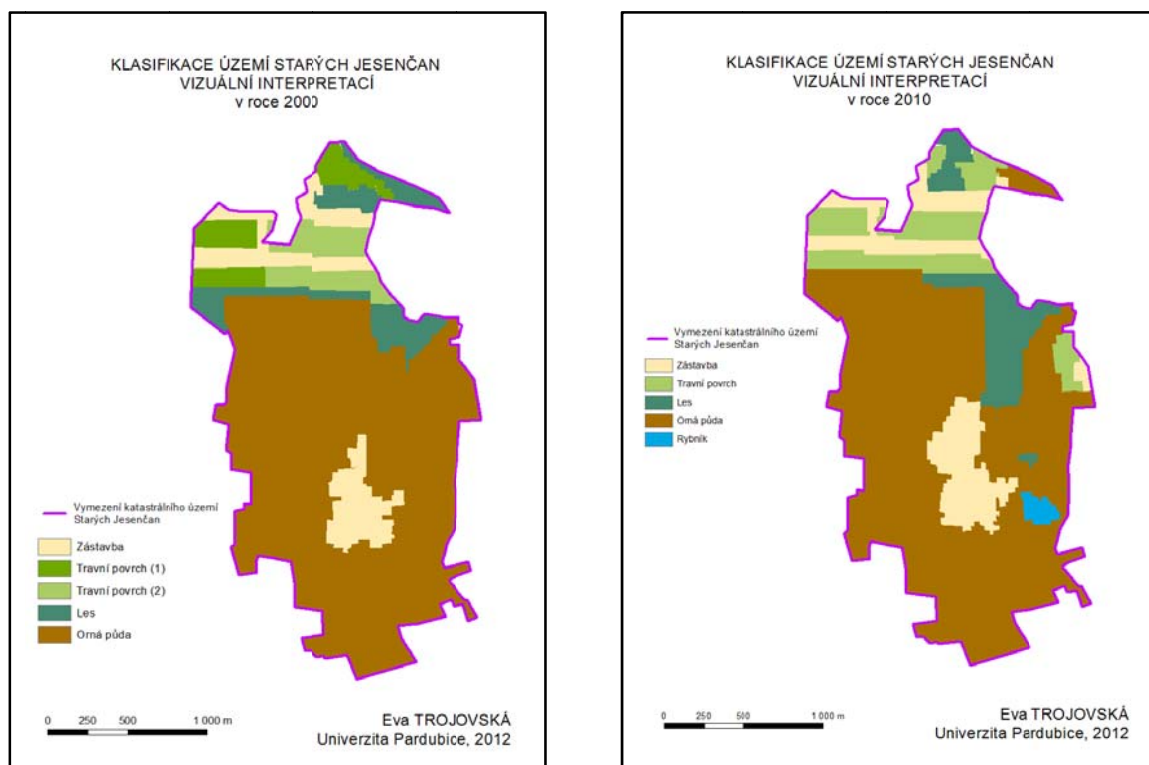 KLASIFIKACE ÚZEMÍ STARÝCH JESENČAN
VIZUÁLNÍ INTERPRETACÍ
v roce 2000
Vymezení katastrálního území
Starých Jesenčan
Zástavba
Travní povrch (1)
Travní povrch (2)
Les
Orná půda
0 250 500 1 000 m
Eva TROJOVSKÁ
Univerzita Pardubice, 2012
KLASIFIKACE ÚZEMÍ STARÝCH JESENČAN
VIZUÁLNÍ INTERPRETACÍ
v roce 2010
Vymezení katastrálního území
Starých Jesenčan
Zástavba
Travní povrch
Les
Orná půda
Rybník
0 250 500 1 000 m
Eva TROJOVSKÁ
Univerzita Pardubice, 2012